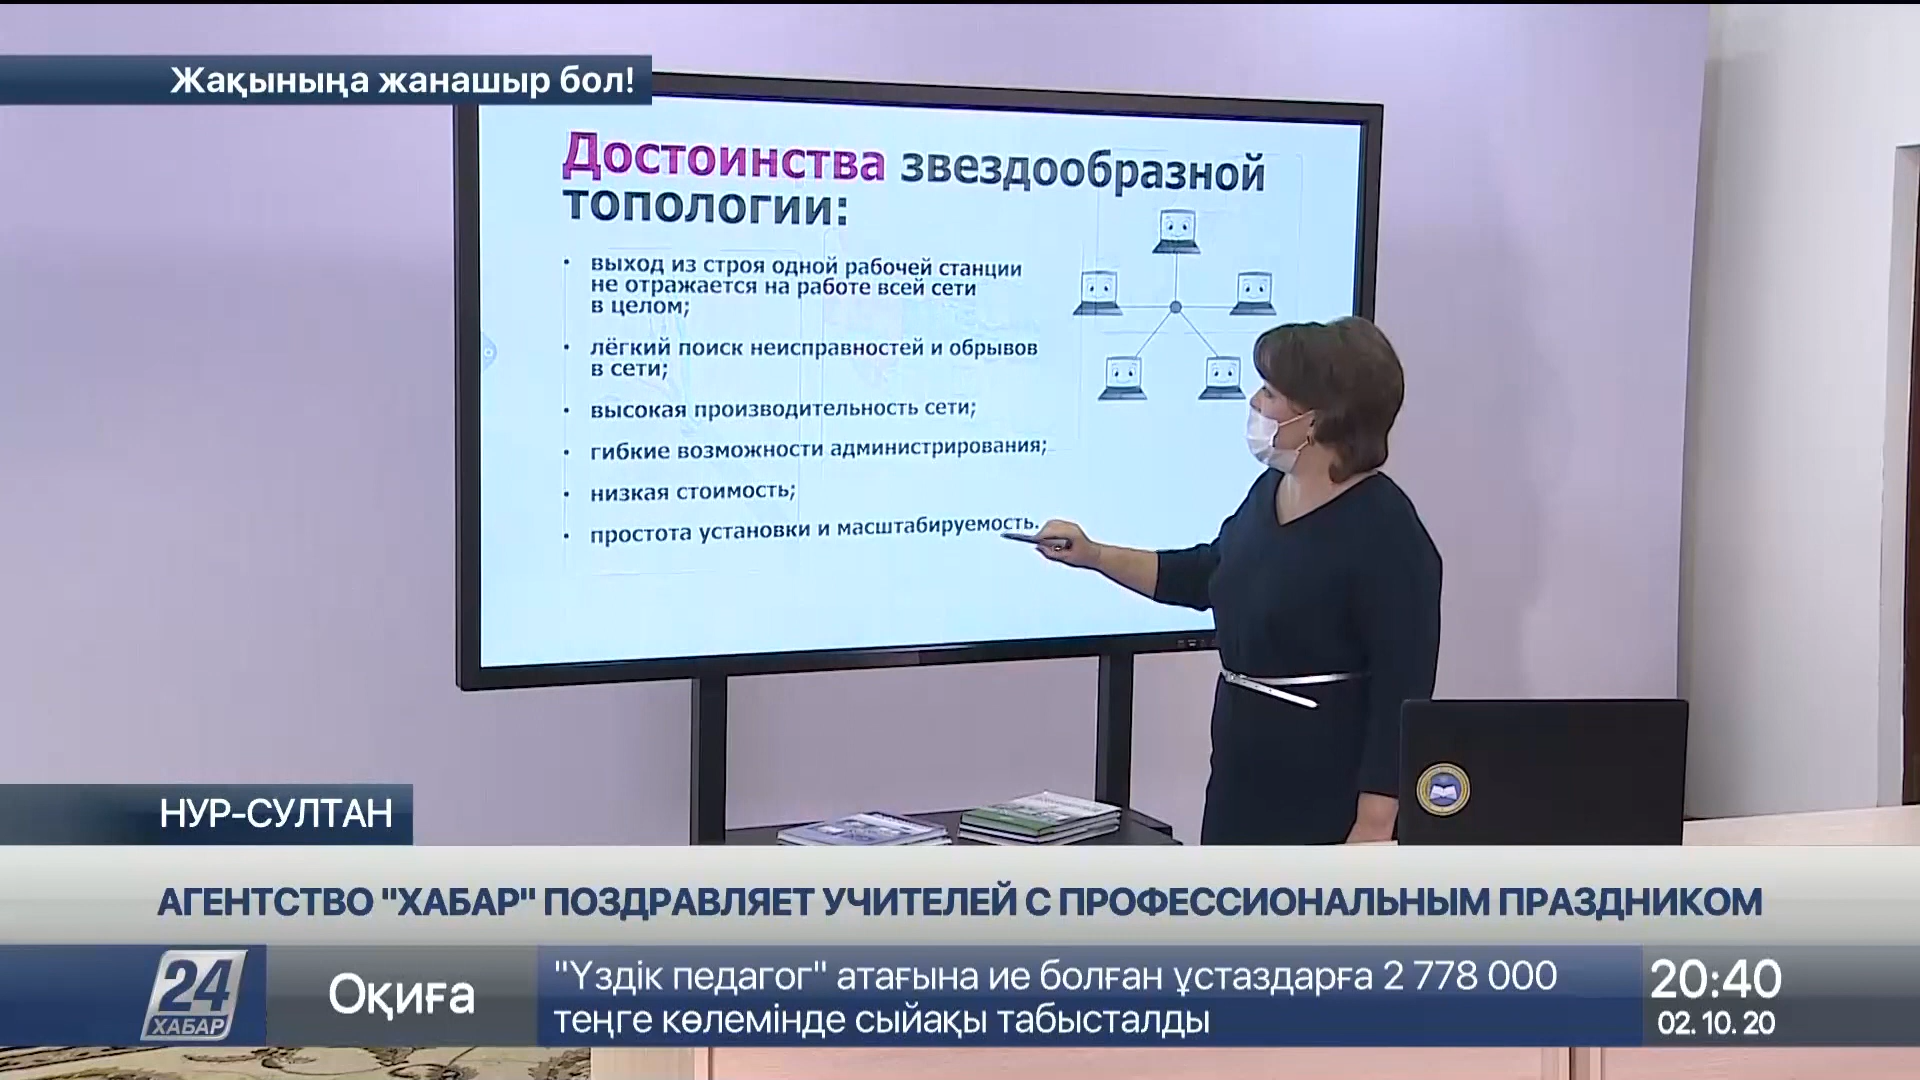 Жақыныңа жанашыр бол!
Достоинства звездообразной
топологии:
• выход из строя одной рабочей станции
не отражается на работе всей сети
в целом;
• лёгкий поиск неисправностей и обрывов
в сети;
• высокая производительность сети;
• гибкие возможности администрирования;
• низкая стоимость;
• простота установки и масштабируемость.
НУР-СУЛТАН
АГЕНТСТВО "ХАБАР" ПОЗДРАВЛЯЕТ УЧИТЕЛЕЙ С ПРОФЕССИОНАЛЬНЫМ ПРАЗДНИКОМ
24
ХАБАР
Оқиға
"Үздік педагог" атағына ие болған ұстаздарға 2 778 000
теңге көлемінде сыйақы табысталды
20:40
02. 10. 20